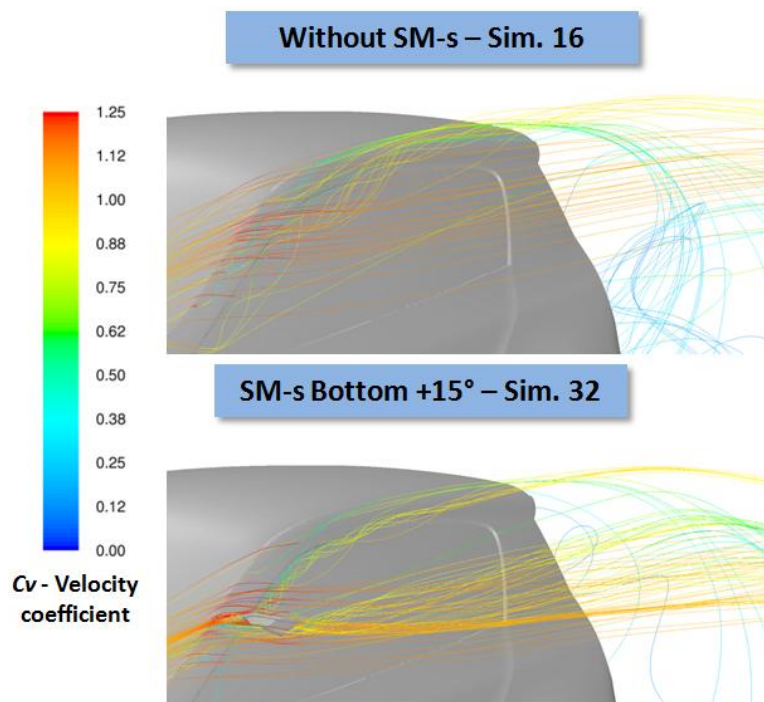 Without SM-s – Sim. 16
1.25
1.12
1.00
0.88
0.75
0.62
0.50
0.38
0.25
0.12
0.00
Cv - Velocity
coefficient
SM-s Bottom +15° – Sim. 32